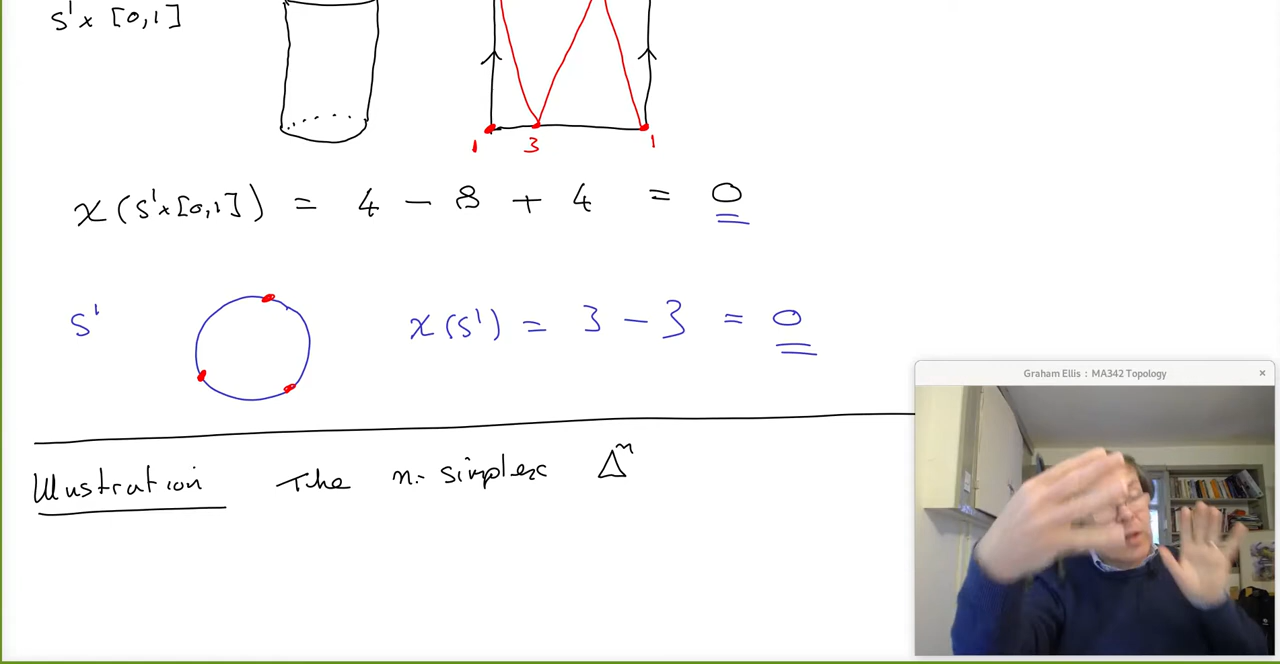 S¹ x [0,1]
1 3 1
χ(S¹x[0,1]) = 4 - 8 + 4 = 0
S¹ χ(S¹) = 3 - 3 = 0
Graham Ellis : MA342 Topology ×
Illustration The n-simplex Δⁿ